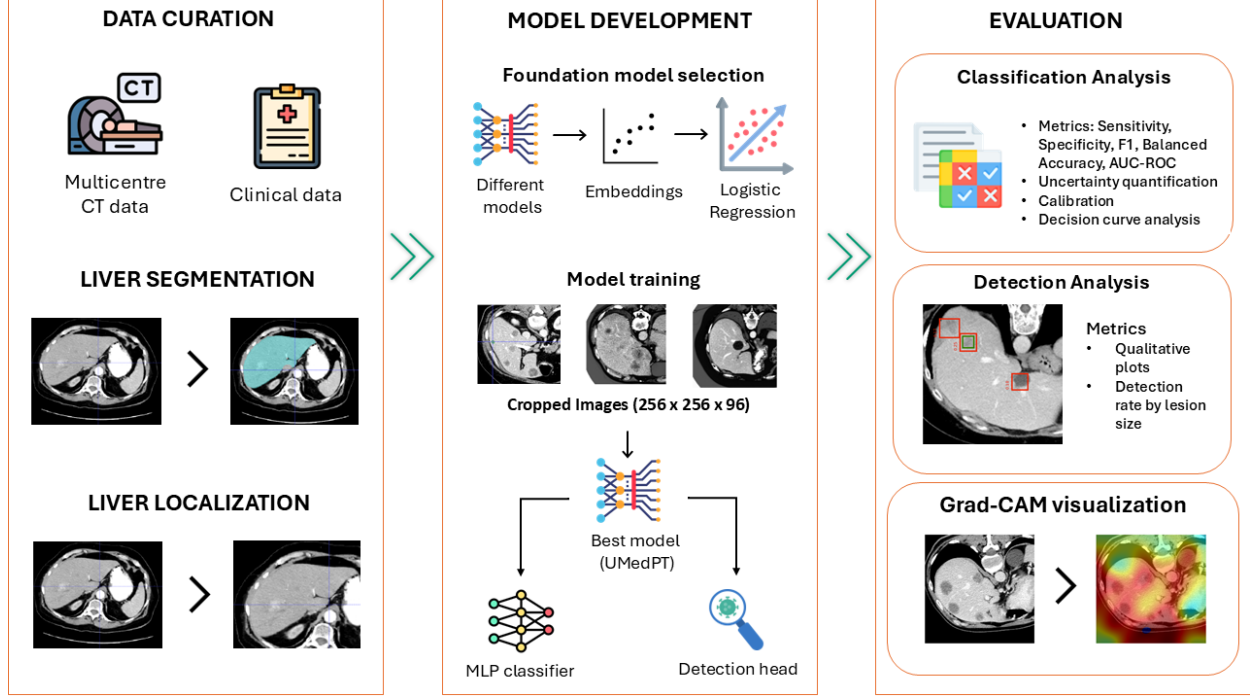 DATA CURATION
CT
Multicentre
CT data
Clinical data
LIVER SEGMENTATION
LIVER LOCALIZATION
MODEL DEVELOPMENT
Foundation model selection
Different
models
Embeddings
Logistic
Regression
Model training
Cropped Images (256 x 256 x 96)
Best model
(UMedPT)
MLP classifier
Detection head
EVALUATION
Classification Analysis
• Metrics: Sensitivity,
Specificity, F1, Balanced
Accuracy, AUC-ROC
• Uncertainty quantification
• Calibration
• Decision curve analysis
Detection Analysis
Metrics
• Qualitative
plots
• Detection
rate by lesion
size
Grad-CAM visualization